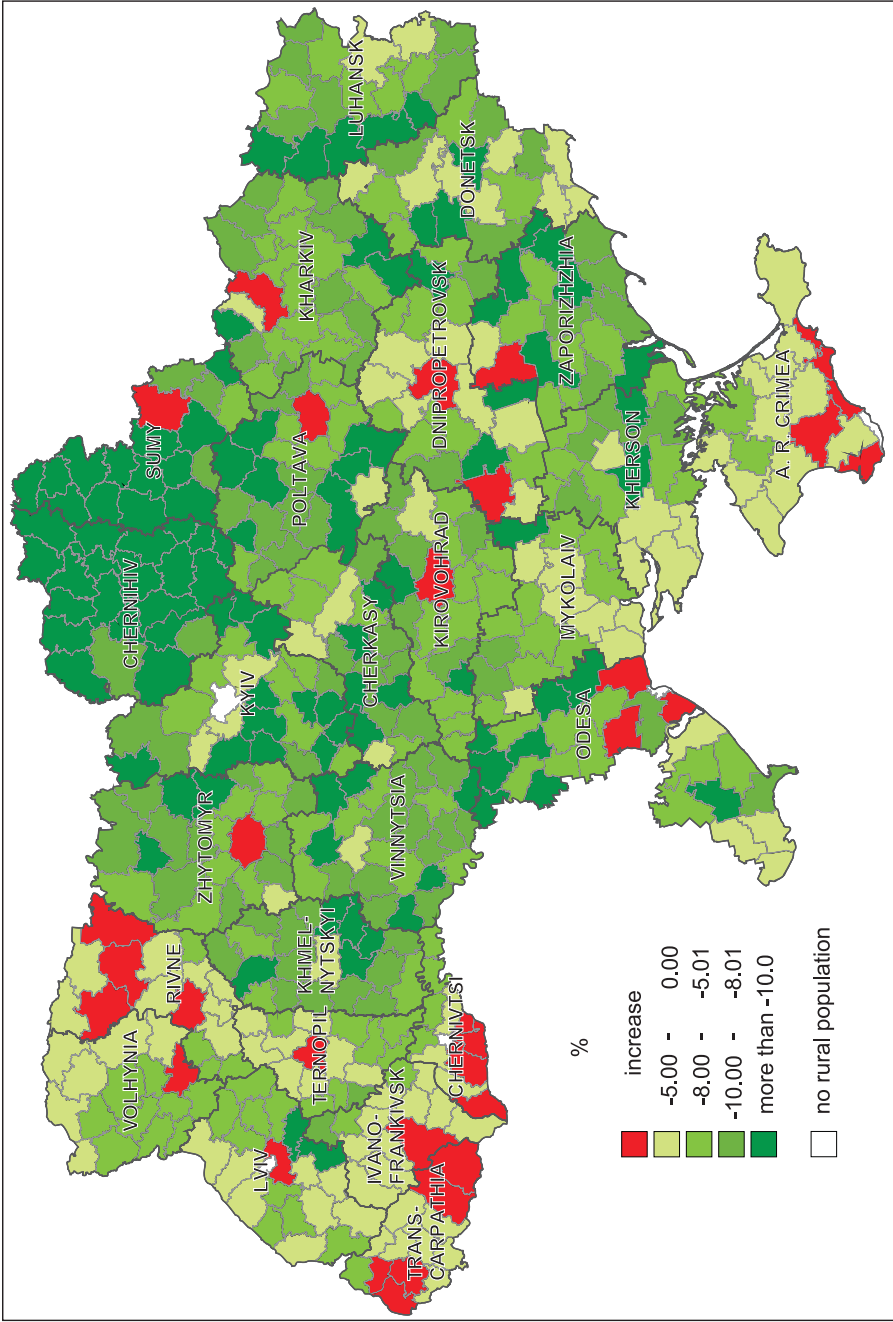 VOLHYNIA
RIVNE
ZHYTOMYR
KYIV
CHERNIHIV
SUMY
LVIV
TERNOPIL
KHMEL-
NYTSKYI
VINNYTSIA
CHERKASY
POLTAVA
KHARKIV
LUHANSK
TRANS-
CARPATHIA
IVANO-
FRANKIVSK
CHERNIVTSI
KIROVOHRAD
DNIPROPETROVSK
DONETSK
ODESA
MYKOLAIV
KHERSON
ZAPORIZHZHIA
A. R. CRIMEA
%
increase
-5.00 - 0.00
-8.00 - -5.01
-10.00 - -8.01
more than -10.0
no rural population